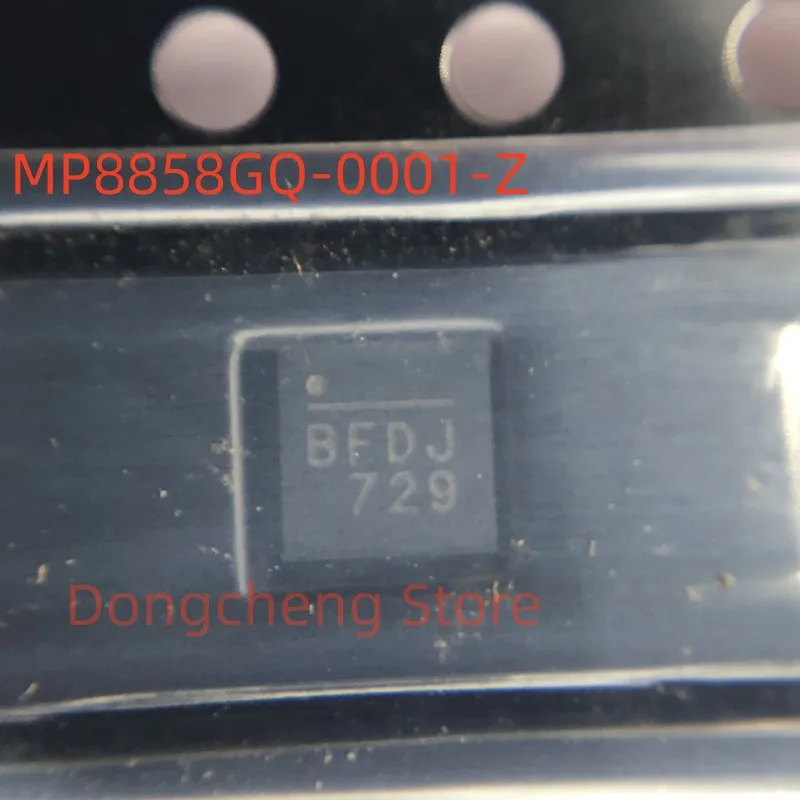 MP8858GQ-0001-Z
BFDJ
729
Dongcheng Store